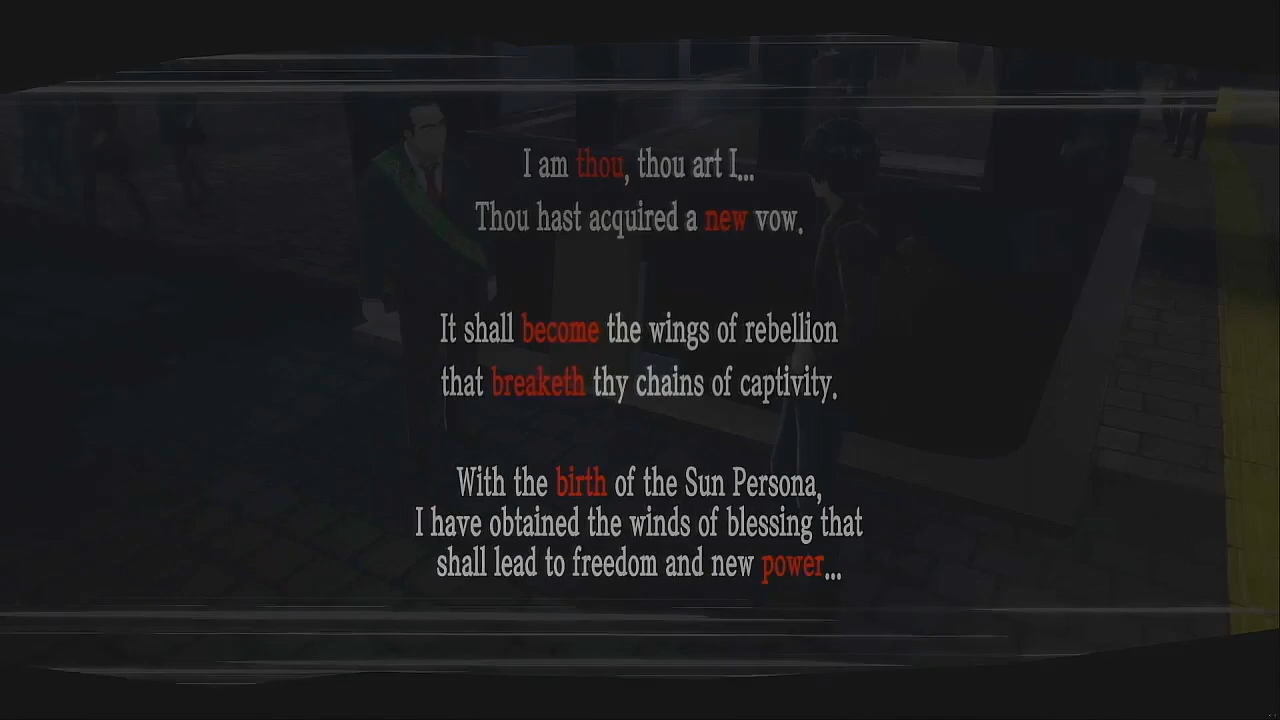 I am thou, thou art I...
Thou hast acquired a new vow.
It shall become the wings of rebellion
that breaketh thy chains of captivity.
With the birth of the Sun Persona,
I have obtained the winds of blessing that
shall lead to freedom and new power...